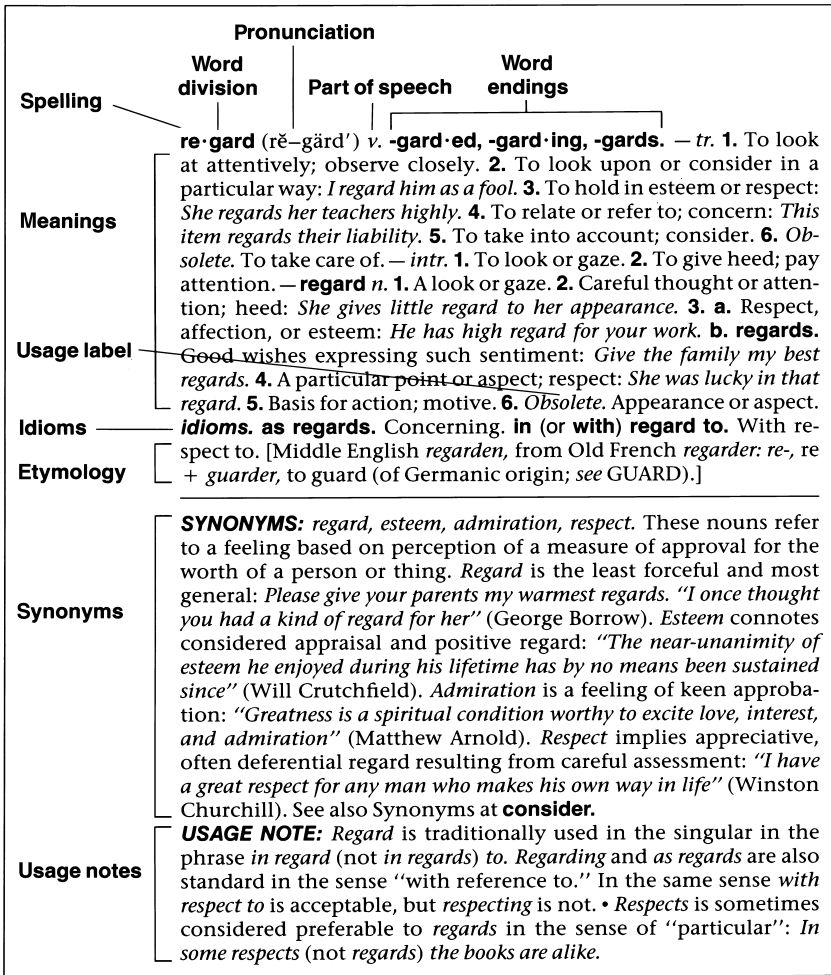 Pronunciation
Word
division
Part of speech
Word
endings
Spelling
re·gard (rĕ–gärd′) v. -gard·ed, -gard·ing, -gards. — tr. 1. To look
at attentively; observe closely. 2. To look upon or consider in a
particular way: I regard him as a fool. 3. To hold in esteem or respect:
Meanings
She regards her teachers highly. 4. To relate or refer to; concern: This
item regards their liability. 5. To take into account; consider. 6. Ob-
solete. To take care of. — intr. 1. To look or gaze. 2. To give heed; pay
attention. — regard n. 1. A look or gaze. 2. Careful thought or atten-
tion; heed: She gives little regard to her appearance. 3. a. Respect,
affection, or esteem: He has high regard for your work. b. regards.
Usage label
Good wishes expressing such sentiment: Give the family my best
regards. 4. A particular point or aspect; respect: She was lucky in that
regard. 5. Basis for action; motive. 6. Obsolete. Appearance or aspect.
Idioms
idioms. as regards. Concerning. in (or with) regard to. With re-
spect to. [Middle English regarden, from Old French regarder: re-, re
Etymology
+ guarder, to guard (of Germanic origin; see GUARD).]
SYNONYMS: regard, esteem, admiration, respect. These nouns refer
to a feeling based on perception of a measure of approval for the
worth of a person or thing. Regard is the least forceful and most
general: Please give your parents my warmest regards. "I once thought
Synonyms
you had a kind of regard for her" (George Borrow). Esteem connotes
considered appraisal and positive regard: "The near-unanimity of
esteem he enjoyed during his lifetime has by no means been sustained
since" (Will Crutchfield). Admiration is a feeling of keen approba-
tion: "Greatness is a spiritual condition worthy to excite love, interest,
and admiration" (Matthew Arnold). Respect implies appreciative,
often deferential regard resulting from careful assessment: "I have
a great respect for any man who makes his own way in life" (Winston
Churchill). See also Synonyms at consider.
USAGE NOTE: Regard is traditionally used in the singular in the
phrase in regard (not in regards) to. Regarding and as regards are also
Usage notes
standard in the sense "with reference to." In the same sense with
respect to is acceptable, but respecting is not. • Respects is sometimes
considered preferable to regards in the sense of "particular": In
some respects (not regards) the books are alike.